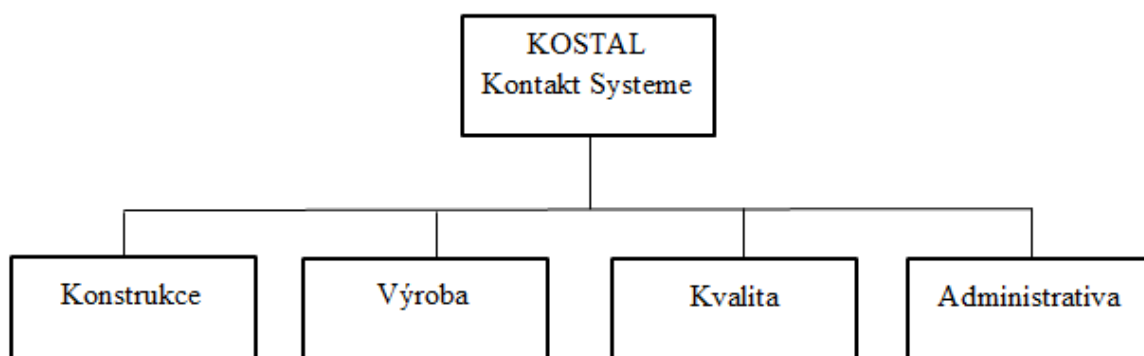 KOSTAL
Kontakt Systeme
Konstrukce
Výroba
Kvalita
Administrativa